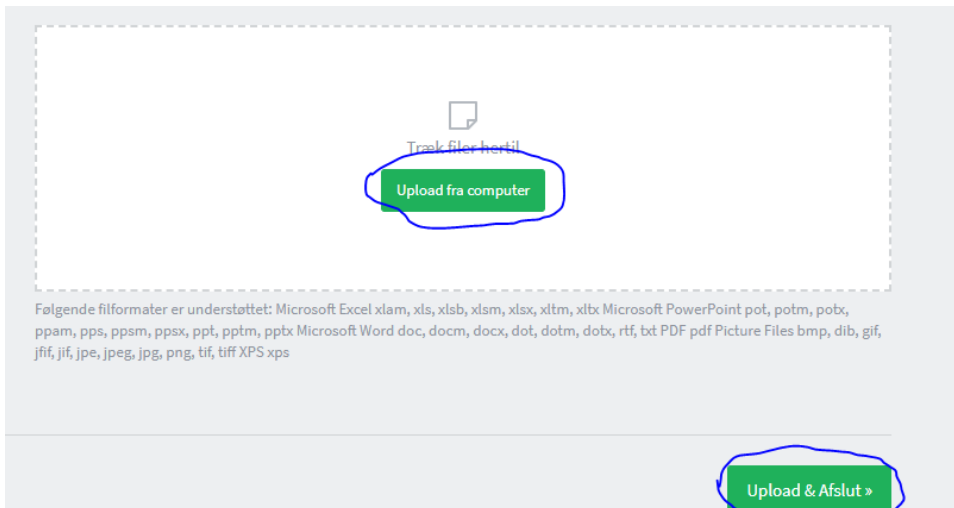 Træk filer hertil
Upload fra computer
Følgende filformater er understøttet: Microsoft Excel xlam, xls, xlsb, xlsm, xlsx, xltm, xltx Microsoft PowerPoint pot, potm, potx,
ppam, pps, ppsm, ppsx, ppt, pptm, pptx Microsoft Word doc, docm, docx, dot, dotm, dotx, rtf, txt PDF pdf Picture Files bmp, dib, gif,
jfif, jif, jpe, jpeg, jpg, png, tif, tiff XPS xps
Upload & Afslut »